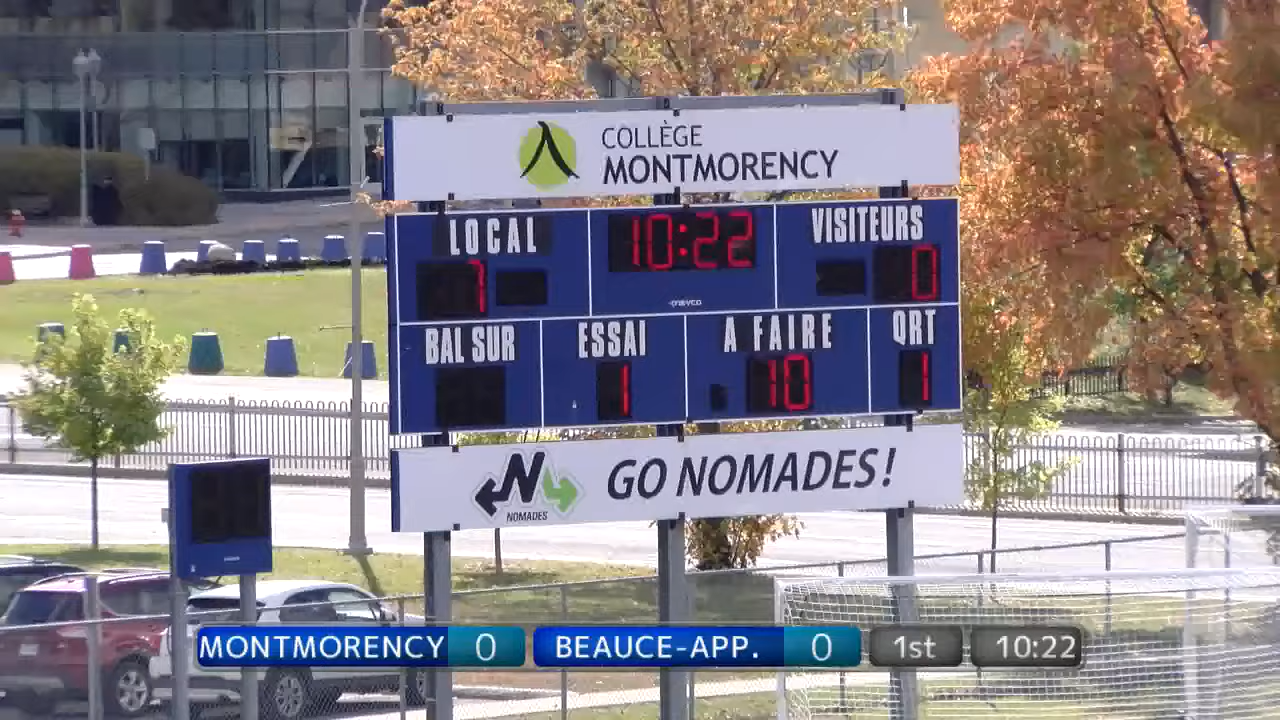 COLLÈGE
MONTMORENCY
LOCAL 10:22 VISITEURS
7 0
BAL SUR ESSAI A FAIRE QRT
1 10 1
N
NOMADES
GO NOMADES!
MONTMORENCY 0 BEAUCE-APP. 0 1st 10:22